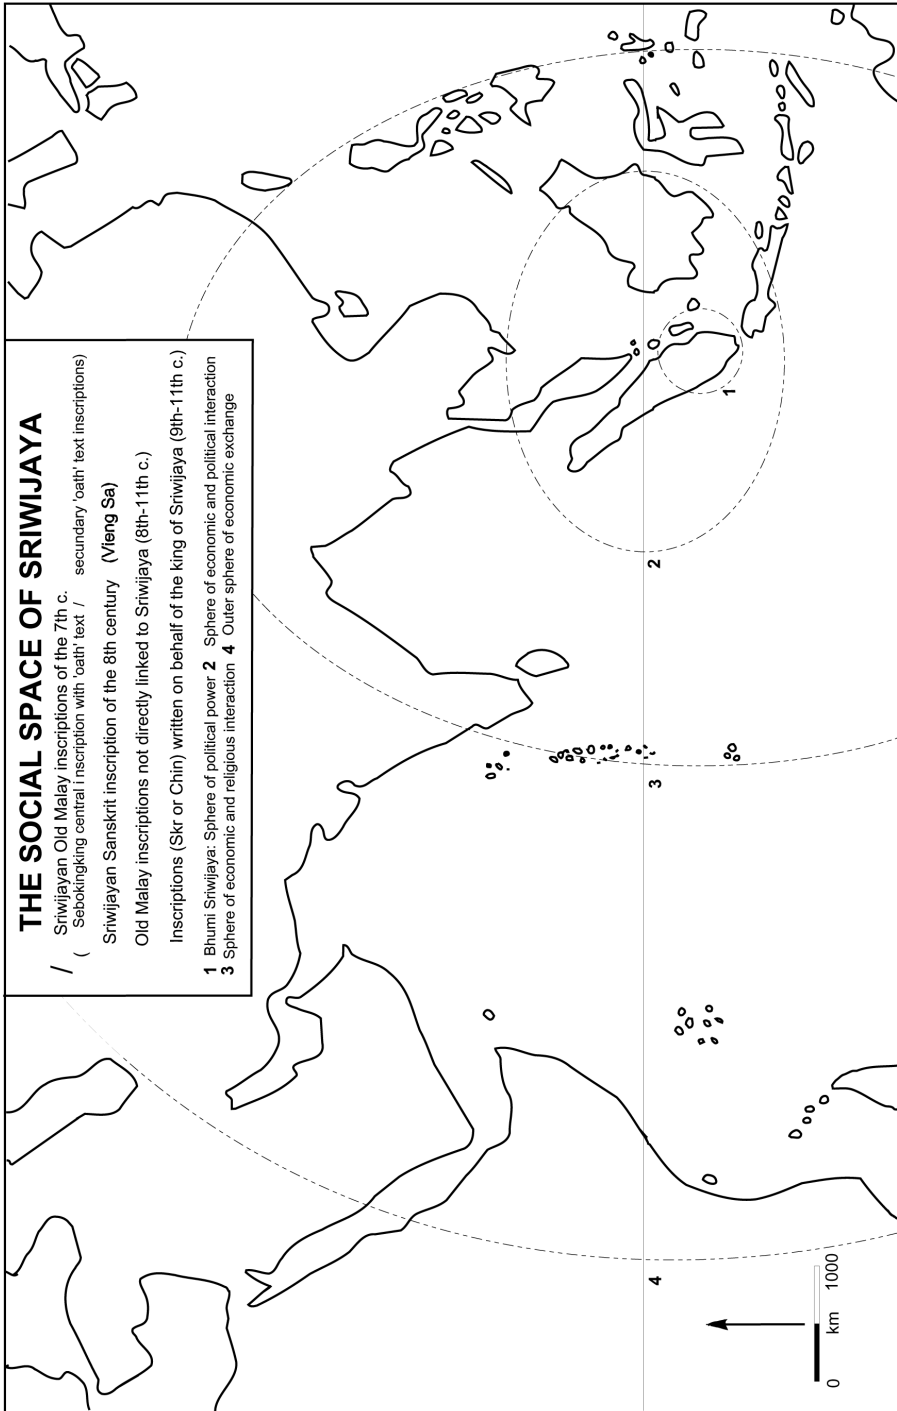 THE SOCIAL SPACE OF SRIWIJAYA
/ Sriwijayan Old Malay inscriptions of the 7th c.
( Sebokingking central i nscription with 'oath' text / secundary 'oath' text inscriptions)
Sriwijayan Sanskrit inscription of the 8th century (Vieng Sa)
Old Malay inscriptions not directly linked to Sriwijaya (8th-11th c.)
Inscriptions (Skr or Chin) written on behalf of the king of Sriwijaya (9th-11th c.)
1 Bhumi Sriwijaya: Sphere of political power 2 Sphere of economic and political interaction
3 Sphere of economic and religious interaction 4 Outer sphere of economic exchange
1
2
3
4
0 km 1000